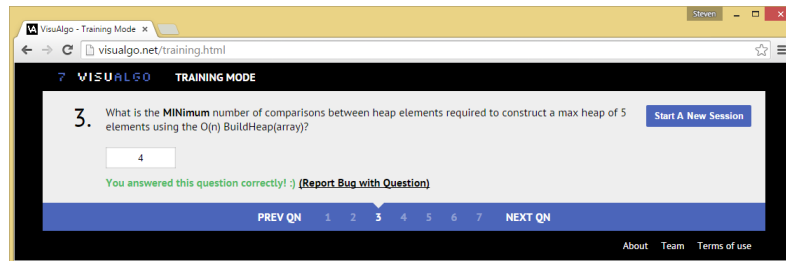 Steven
VisuAlgo - Training Mode
visualgo.net/training.html
7 VISUALGO TRAINING MODE
3. What is the MINimum number of comparisons between heap elements required to construct a max heap of 5
elements using the O(n) BuildHeap(array)?
Start A New Session
4
You answered this question correctly! :) (Report Bug with Question)
PREV QN 1 2 3 4 5 6 7 NEXT QN
About Team Terms of use